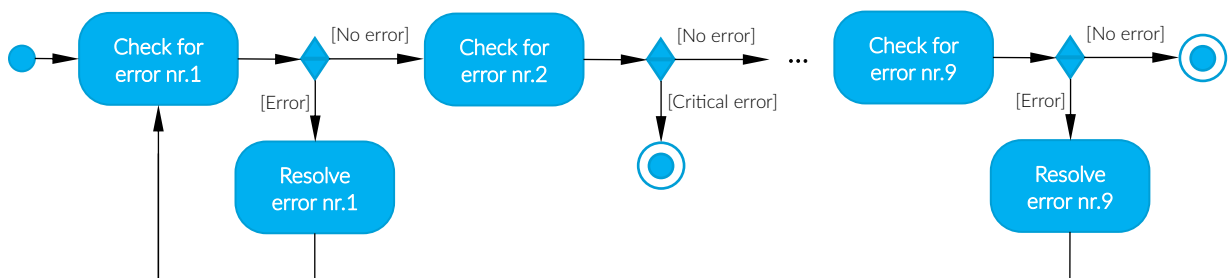 Check for
error nr.1
[No error]
[Error]
Resolve
error nr.1
Check for
error nr.2
[No error]
[Critical error]
...
Check for
error nr.9
[No error]
[Error]
Resolve
error nr.9